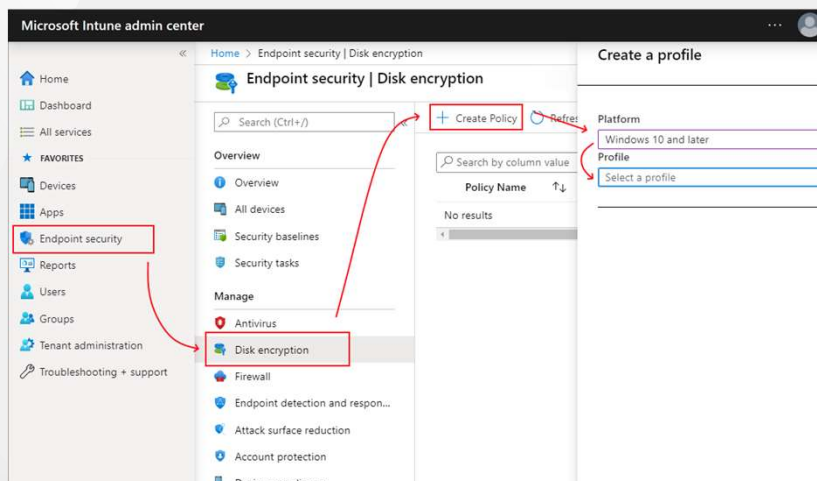 Microsoft Intune admin center
...
«
Home
Dashboard
All services
FAVORITES
Devices
Apps
Endpoint security
Reports
Users
Groups
Tenant administration
Troubleshooting + support
Home > Endpoint security | Disk encryption
Endpoint security | Disk encryption
Search (Ctrl+/)
«
Overview
Overview
All devices
Security baselines
Security tasks
Manage
Antivirus
Disk encryption
Firewall
Endpoint detection and respon...
Attack surface reduction
Account protection
+ Create Policy
Search by column value
Policy Name ↑↓
No results
Create a profile
Platform
Windows 10 and later
Profile
Select a profile